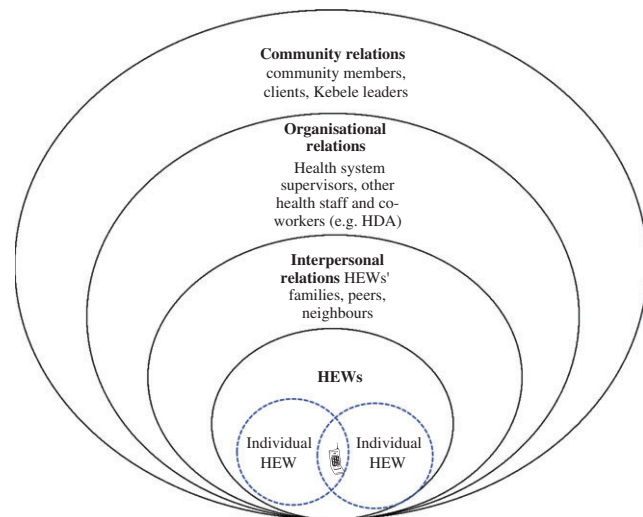 Community relations
community members,
clients, Kebele leaders
Organisational
relations
Health system
supervisors, other
health staff and co-
workers (e.g. HDA)
Interpersonal
relations HEWs'
families, peers,
neighbours
HEWs
Individual
HEW
Individual
HEW